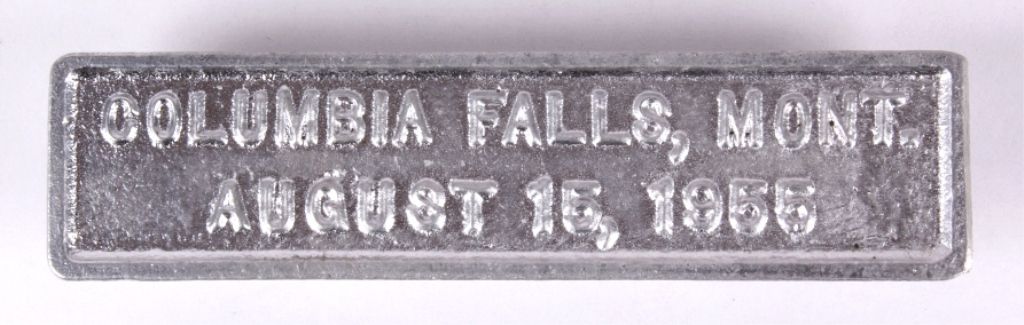 COLUMBIA FALLS, MONT.
AUGUST 15, 1955